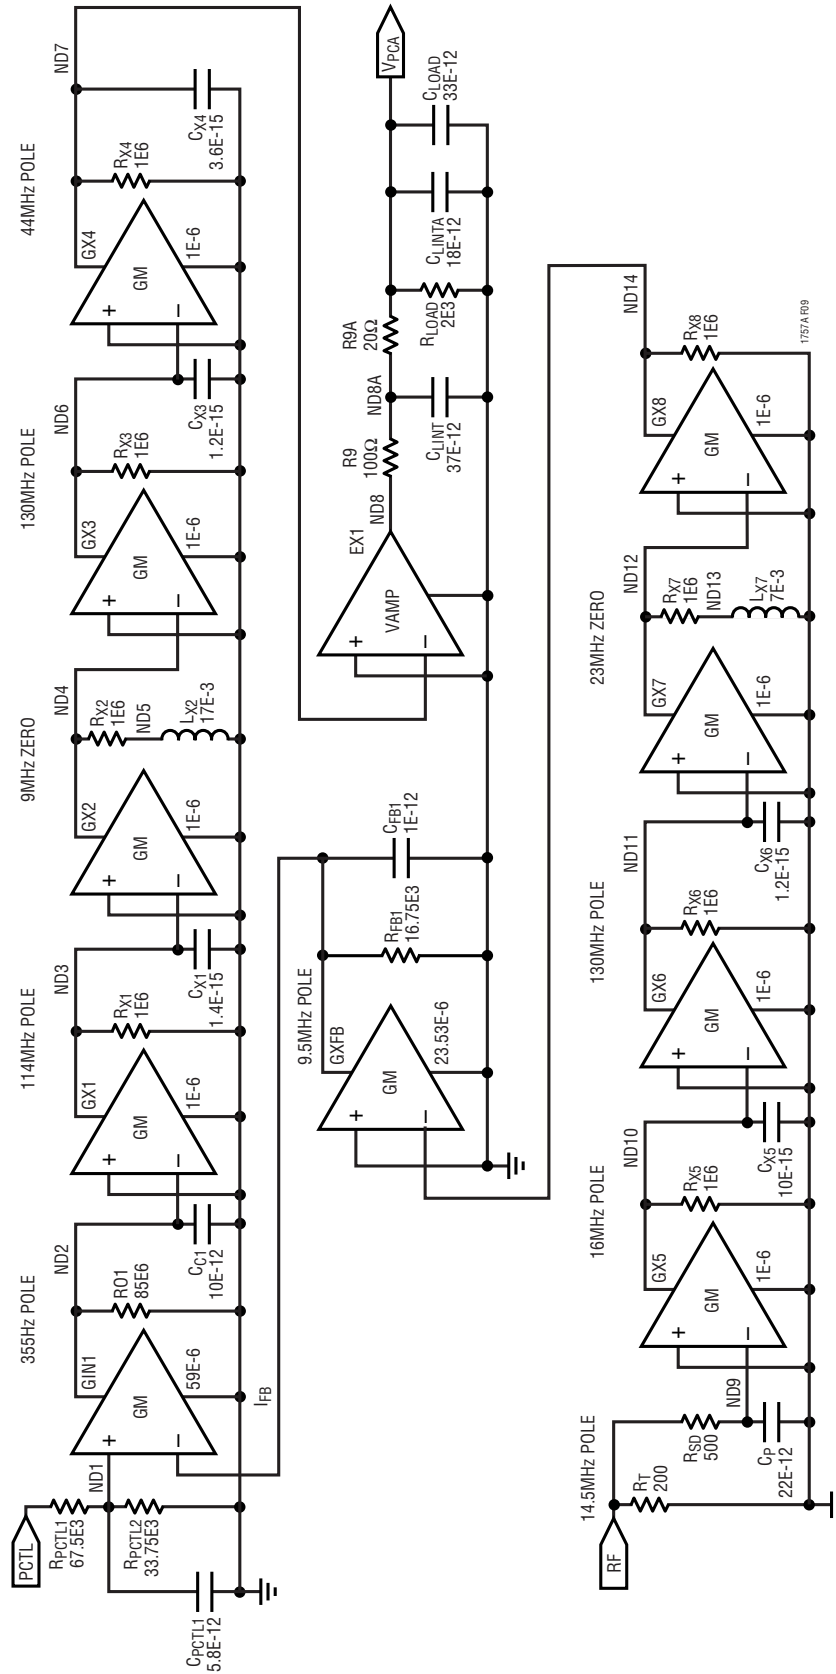 44MHz POLE
ND7
GX4
GM
1E-6
RX4
1E6
CX4
3.6E-15
130MHz POLE
ND6
GX3
GM
1E-6
RX3
1E6
CX3
1.2E-15
9MHz ZERO
ND4
GX2
GM
1E-6
RX2
1E6
ND5
LX2
17E-3
114MHz POLE
ND3
GX1
GM
1E-6
RX1
1E6
CX1
1.4E-15
355Hz POLE
ND2
GIN1
GM
59E-6
RO1
85E6
CC1
10E-12
ND1
PCTL
RPCTL1
67.5E3
RPCTL2
33.75E3
CPCTL1
5.8E-12
IFB
VPCA
CLOAD
33E-12
CLINTA
18E-12
RLOAD
2E3
R9A
20Ω
ND8A
CLINT
37E-12
R9
100Ω
ND8
EX1
VAMP
CFB1
1E-12
RFB1
16.75E3
9.5MHz POLE
GXFB
GM
23.53E-6
ND14
RX8
1E6
GX8
GM
1E-6
ND12
RX7
1E6
ND13
LX7
7E-3
23MHz ZERO
GX7
GM
1E-6
ND11
CX6
1.2E-15
130MHz POLE
RX6
1E6
GX6
GM
1E-6
ND10
CX5
10E-15
16MHz POLE
RX5
1E6
GX5
GM
1E-6
ND9
14.5MHz POLE
RSD
500
CP
22E-12
RT
200
RF
1757A F09